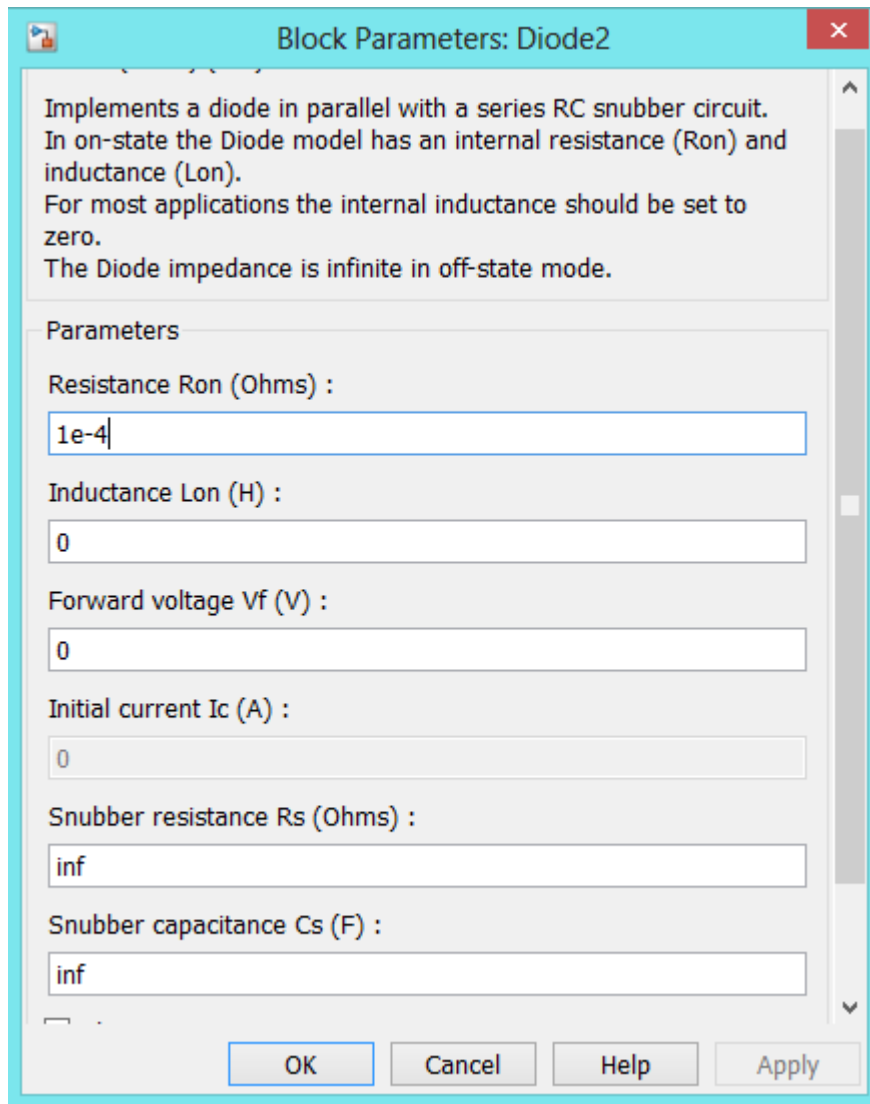 Block Parameters: Diode2
Implements a diode in parallel with a series RC snubber circuit.
In on-state the Diode model has an internal resistance (Ron) and
inductance (Lon).
For most applications the internal inductance should be set to
zero.
The Diode impedance is infinite in off-state mode.
Parameters
Resistance Ron (Ohms) :
1e-4
Inductance Lon (H) :
0
Forward voltage Vf (V) :
0
Initial current Ic (A) :
0
Snubber resistance Rs (Ohms) :
inf
Snubber capacitance Cs (F) :
inf
OK Cancel Help Apply